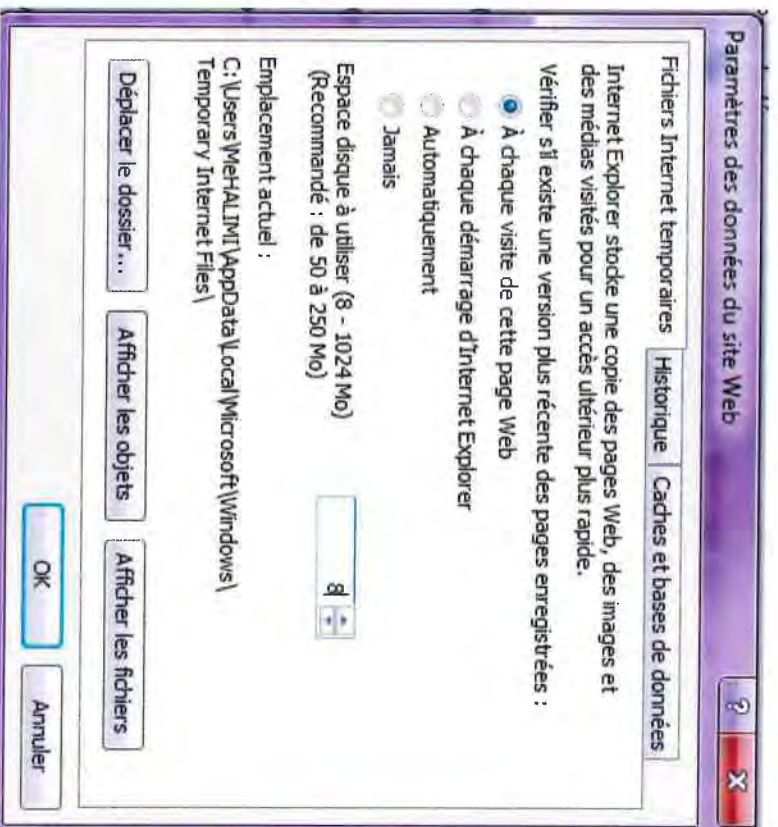 Paramètres des données du site Web
Fichiers Internet temporaires Historique Caches et bases de données
Internet Explorer stocke une copie des pages Web, des images et
des médias visités pour un accès ultérieur plus rapide.
Vérifier s'il existe une version plus récente des pages enregistrées :
À chaque visite de cette page Web
À chaque démarrage d'Internet Explorer
Automatiquement
Jamais
Espace disque à utiliser (8 - 1024 Mo) 8
(Recommandé : de 50 à 250 Mo)
Emplacement actuel :
C:\Users\MeHALIMI\AppData\Local\Microsoft\Windows\
Temporary Internet Files\
Déplacer le dossier... Afficher les objets Afficher les fichiers
OK Annuler